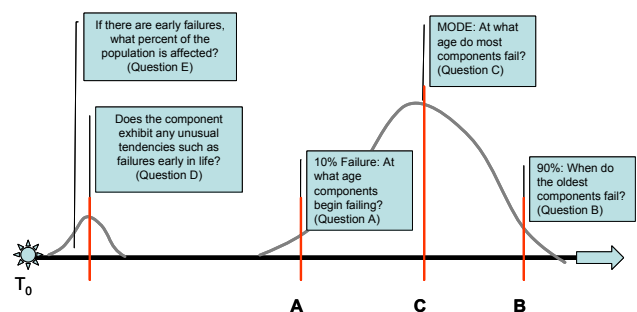 If there are early failures,
what percent of the
population is affected?
(Question E)
Does the component
exhibit any unusual
tendencies such as
failures early in life?
(Question D)
10% Failure: At
what age
components
begin failing?
(Question A)
MODE: At what
age do most
components fail?
(Question C)
90%: When do
the oldest
components fail?
(Question B)
T0
A
C
B